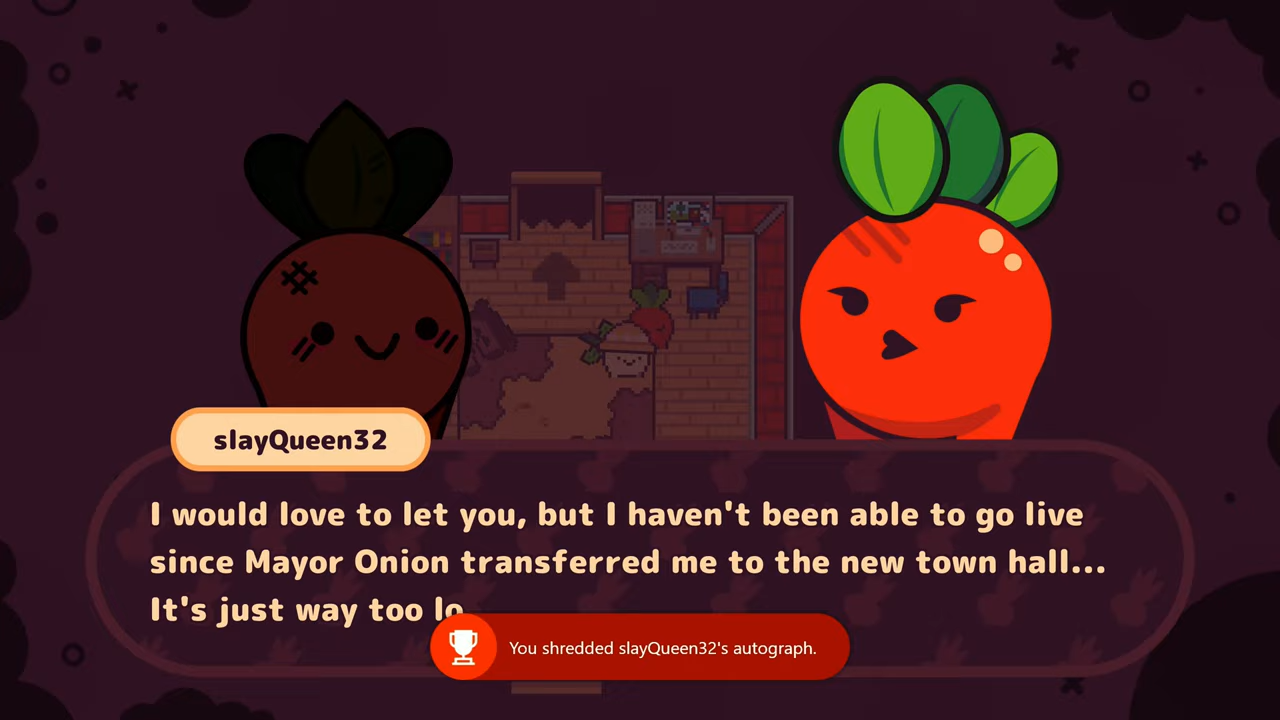 slayQueen32
I would love to let you, but I haven't been able to go live
since Mayor Onion transferred me to the new town hall...
It's just way too lo
You shredded slayQueen32's autograph.